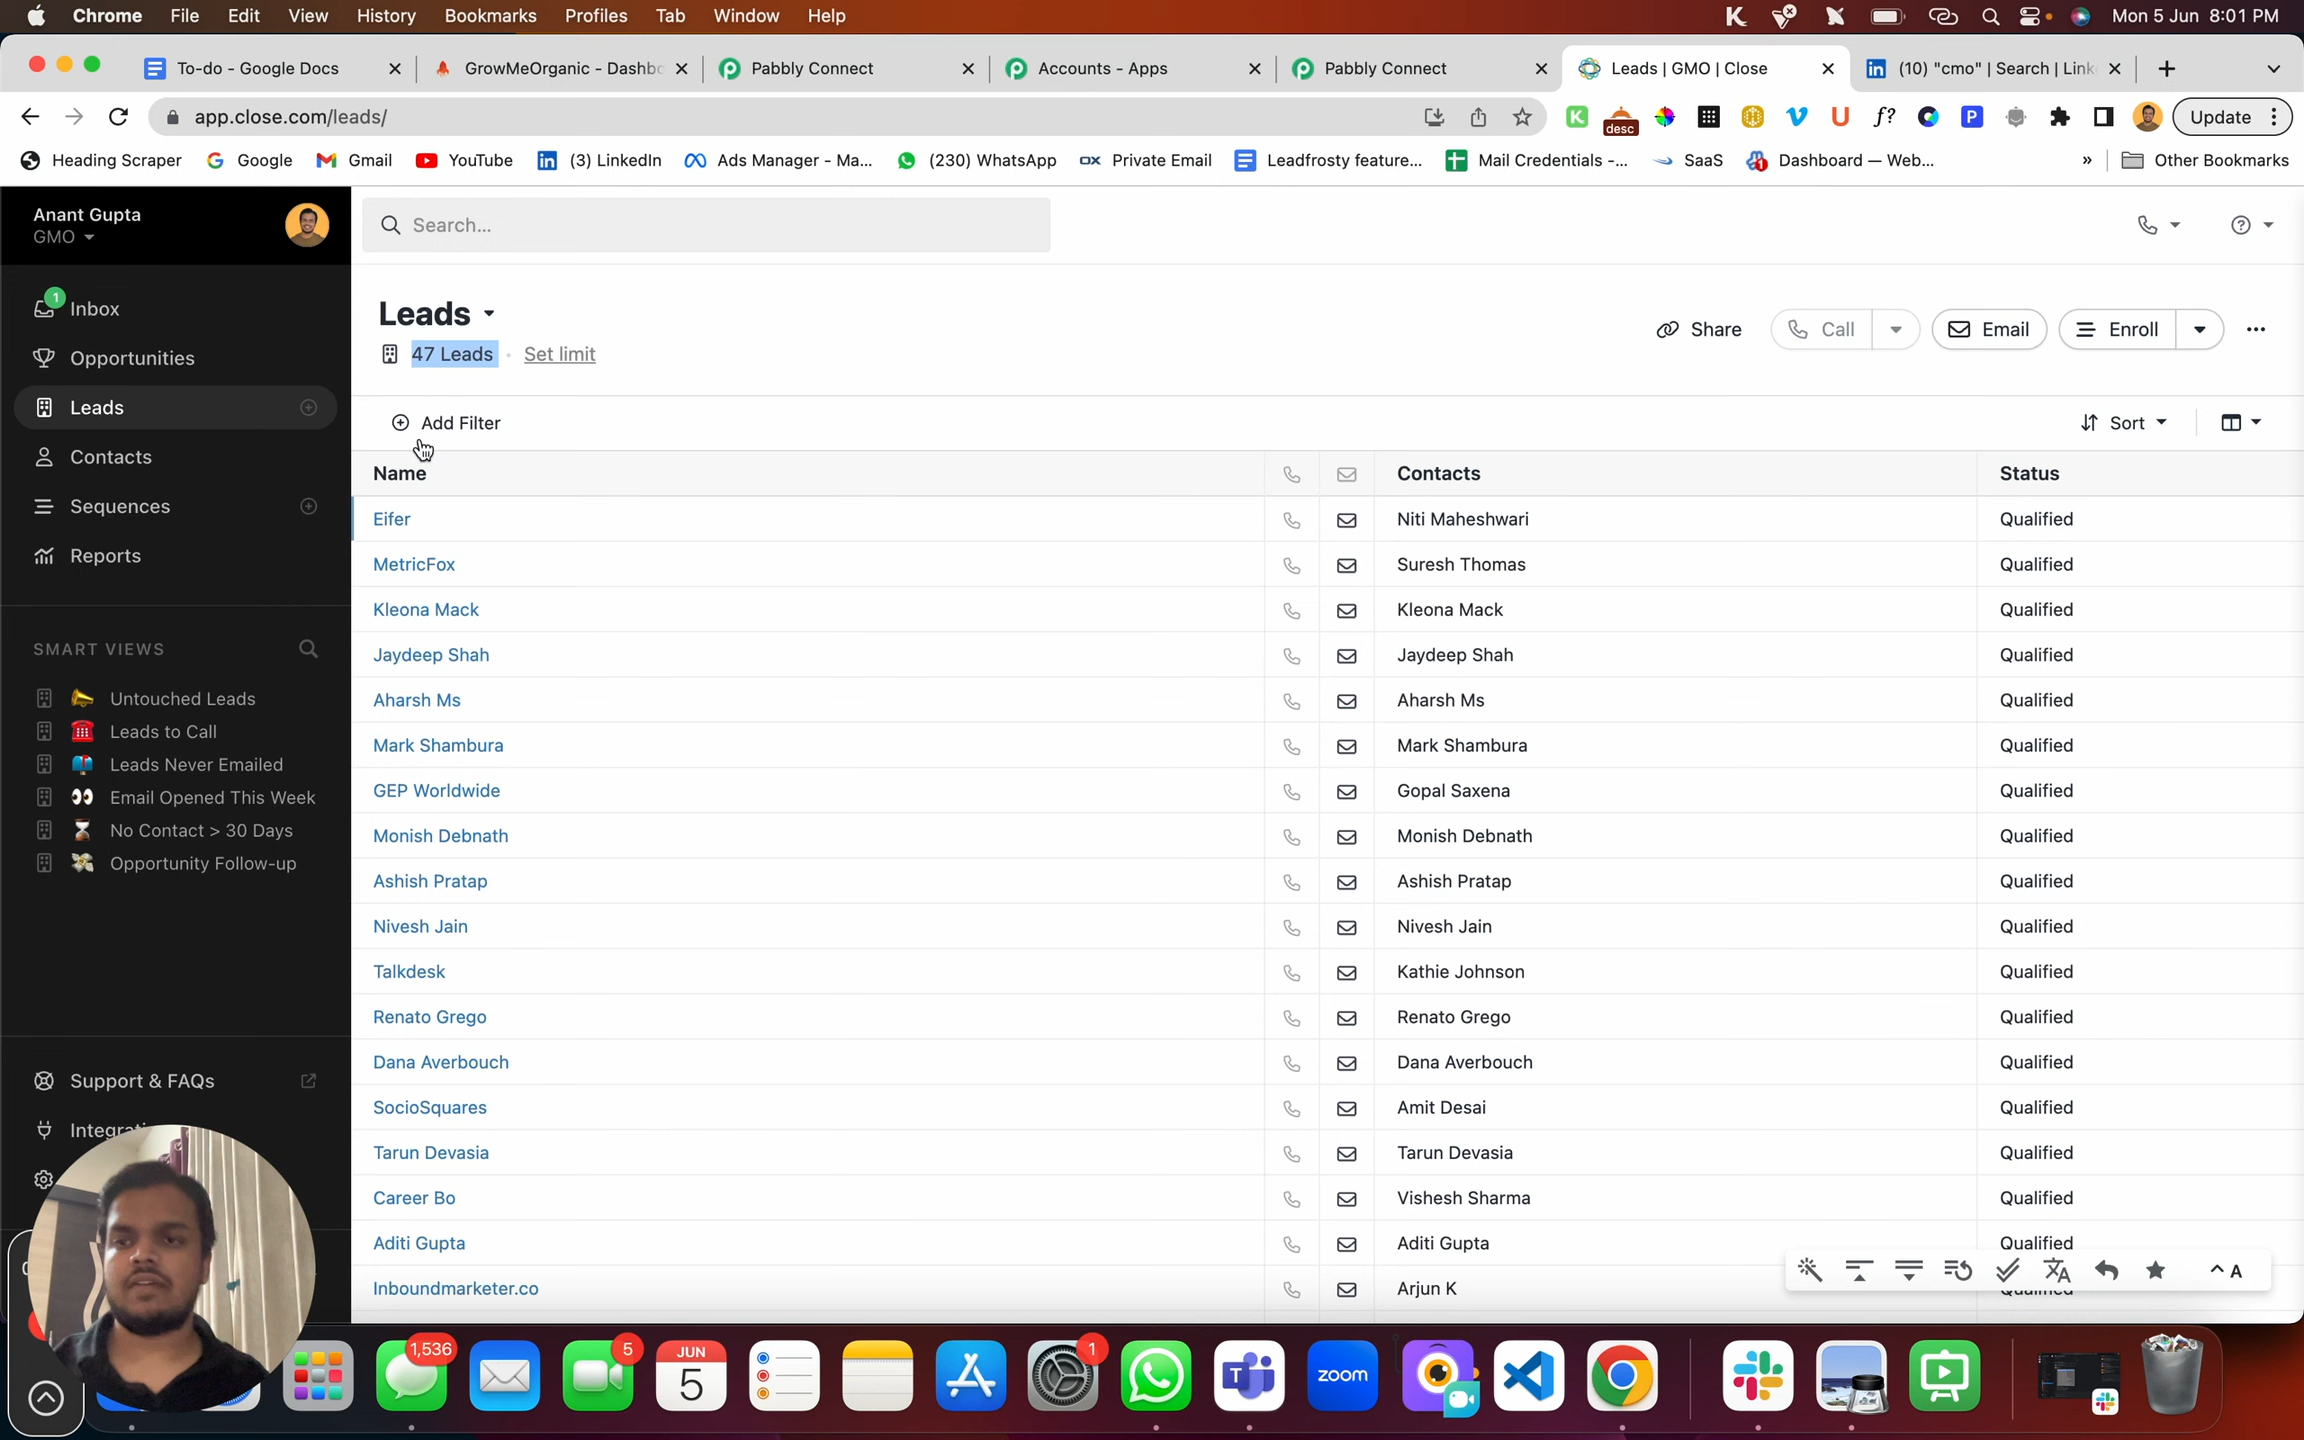 Chrome File Edit View History Bookmarks Profiles Tab Window Help Mon 5 Jun 8:01 PM
To-do - Google Docs GrowMeOrganic - Dashbo Pabbly Connect Accounts - Apps Pabbly Connect Leads | GMO | Close (10) "cmo" | Search | Link
app.close.com/leads/ desc Update
Heading Scraper Google Gmail YouTube (3) LinkedIn Ads Manager - Ma... (230) WhatsApp Private Email Leadfrosty feature... Mail Credentials -... SaaS Dashboard — Web... » Other Bookmarks
Anant Gupta
GMO
Search...
1
Inbox
Opportunities
Leads
Contacts
Sequences
Reports
SMART VIEWS
Untouched Leads
Leads to Call
Leads Never Emailed
Email Opened This Week
No Contact > 30 Days
Opportunity Follow-up
Support & FAQs
Leads
47 Leads · Set limit
Share Call Email Enroll
Add Filter Sort
Name Contacts Status
Eifer Niti Maheshwari Qualified
MetricFox Suresh Thomas Qualified
Kleona Mack Kleona Mack Qualified
Jaydeep Shah Jaydeep Shah Qualified
Aharsh Ms Aharsh Ms Qualified
Mark Shambura Mark Shambura Qualified
GEP Worldwide Gopal Saxena Qualified
Monish Debnath Monish Debnath Qualified
Ashish Pratap Ashish Pratap Qualified
Nivesh Jain Nivesh Jain Qualified
Talkdesk Kathie Johnson Qualified
Renato Grego Renato Grego Qualified
Dana Averbouch Dana Averbouch Qualified
SocioSquares Amit Desai Qualified
Tarun Devasia Tarun Devasia Qualified
Career Bo Vishesh Sharma Qualified
Aditi Gupta Aditi Gupta Qualified
Inboundmarketer.co Arjun K Qualified
A
1,536 5 JUN 5 1 zoom